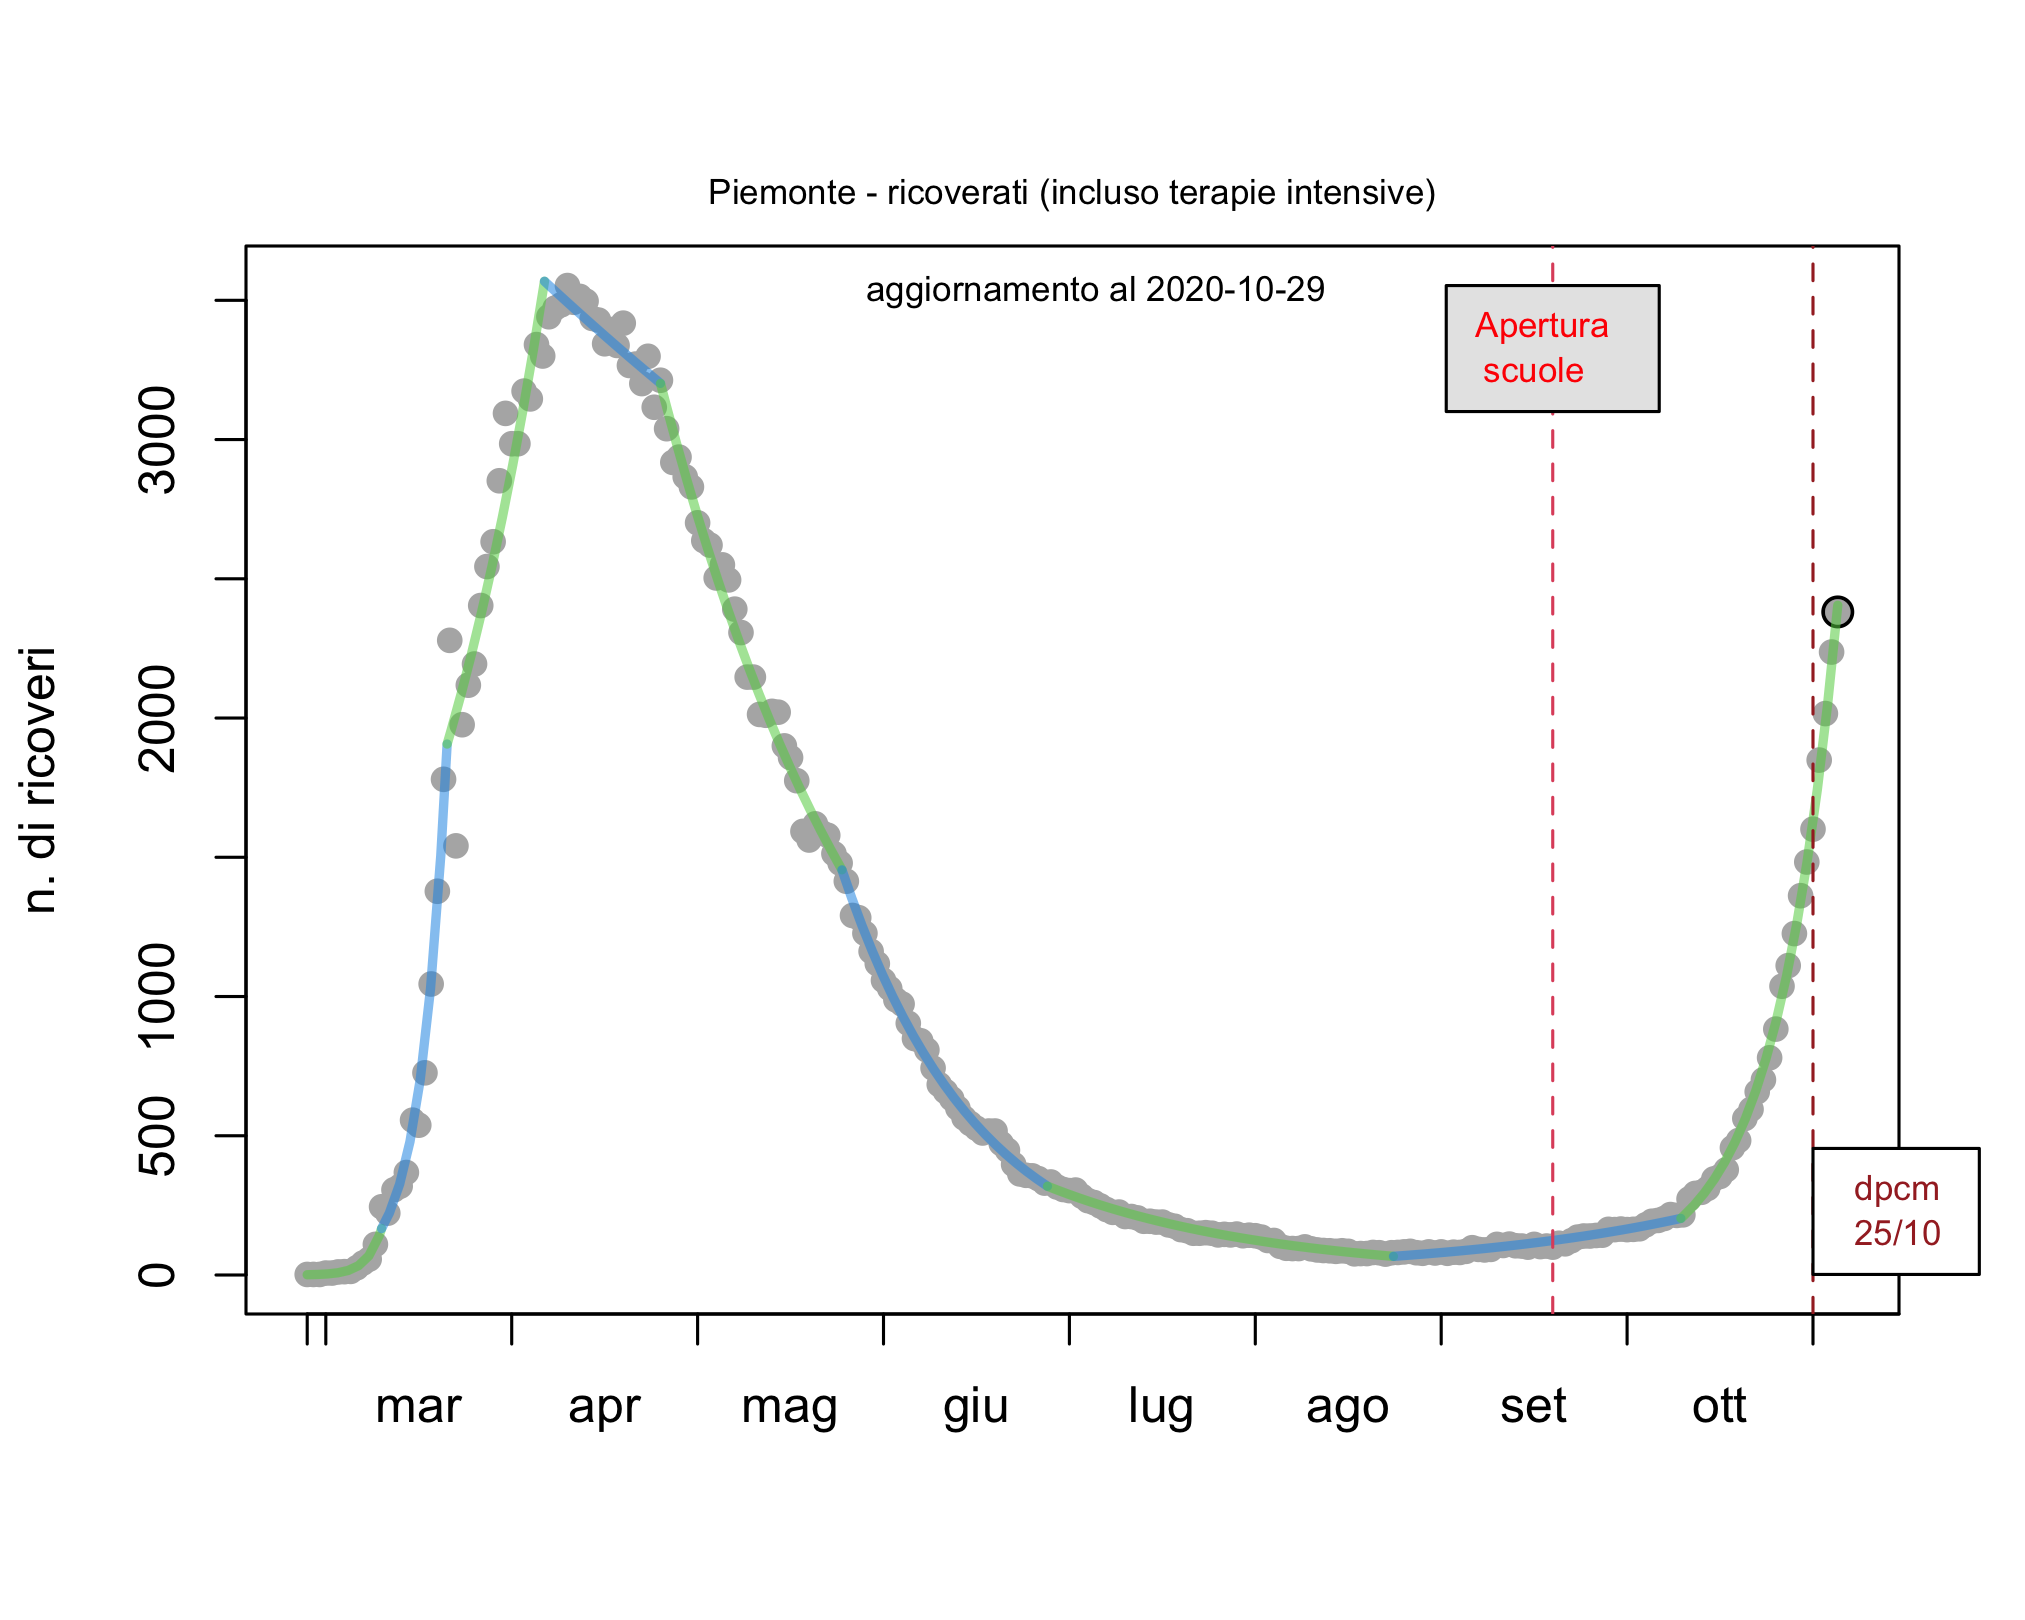 Piemonte - ricoverati (incluso terapie intensive)
aggiornamento al 2020-10-29
Apertura
scuole
dpcm
25/10
n. di ricoveri
3000
2000
1000
500
0
mar apr mag giu lug ago set ott